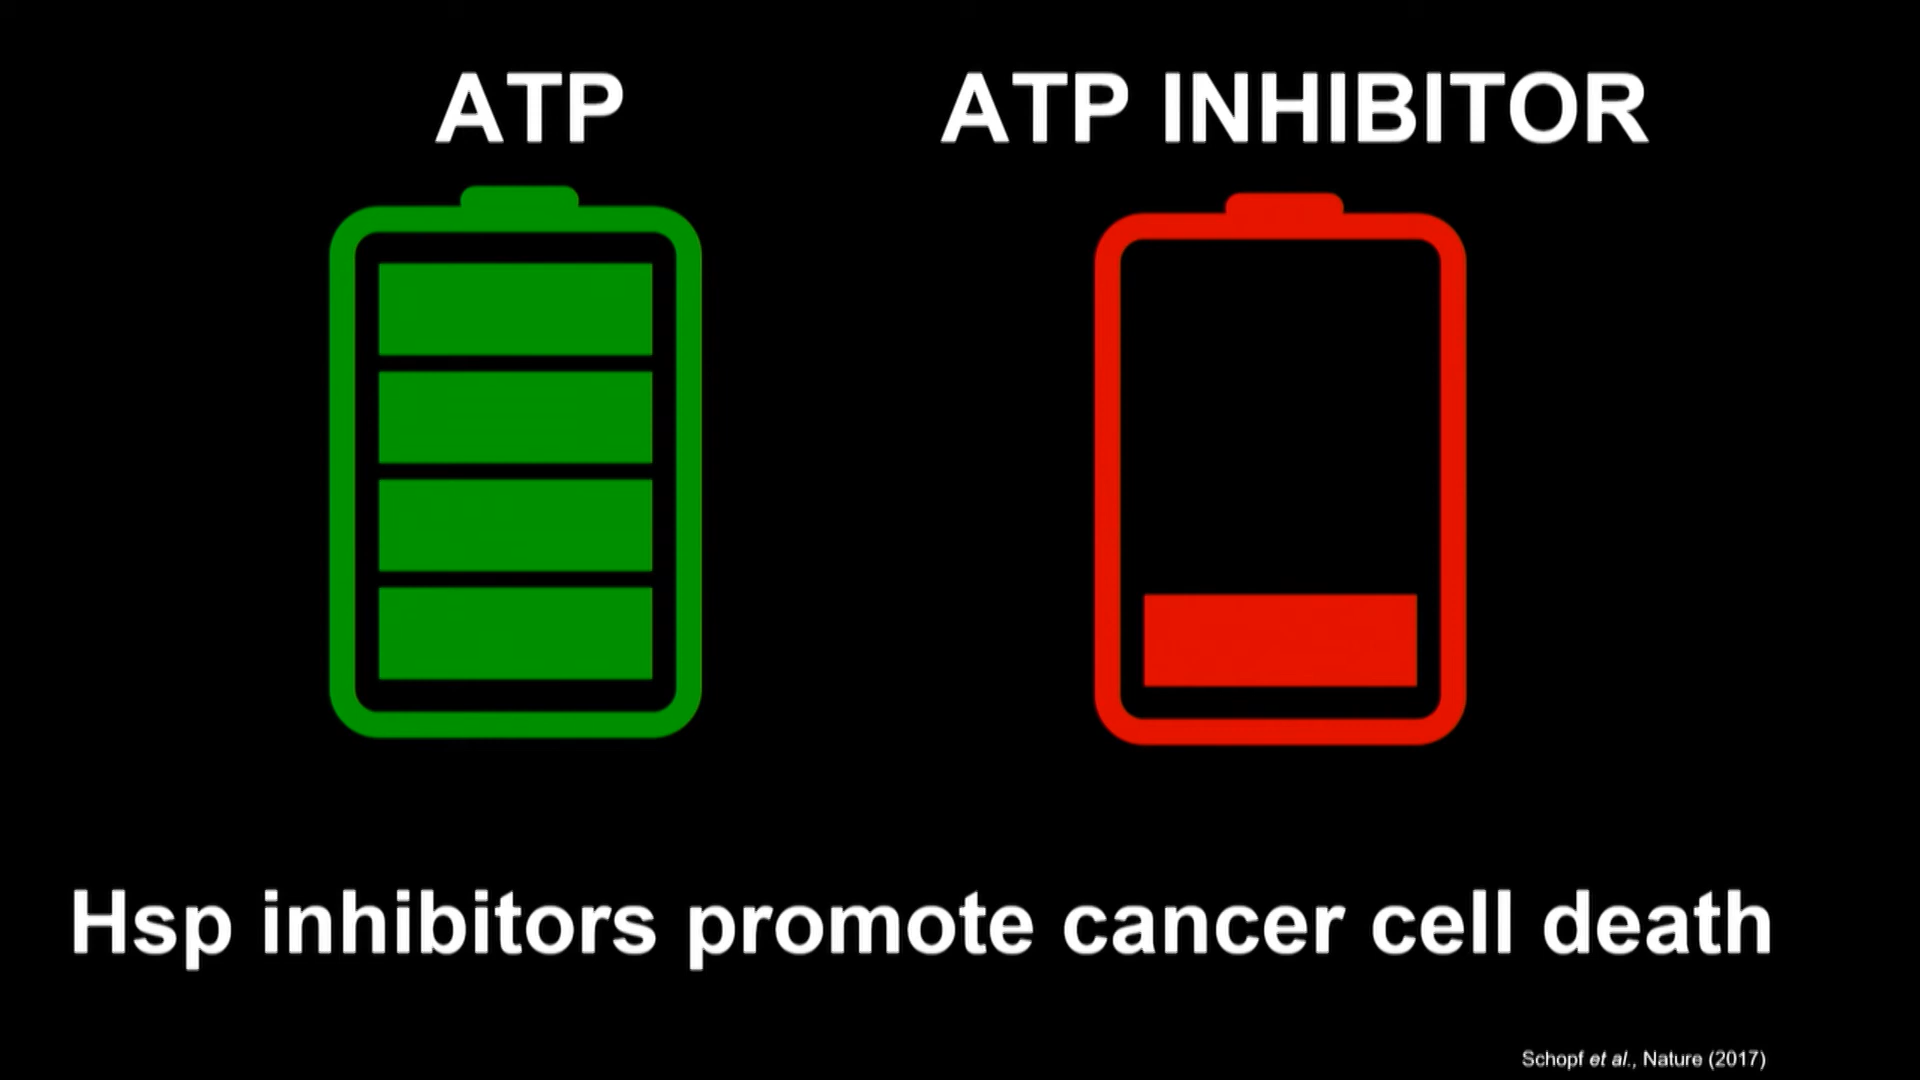 ATP
ATP INHIBITOR
Hsp inhibitors promote cancer cell death
Schopf et al., Nature (2017)